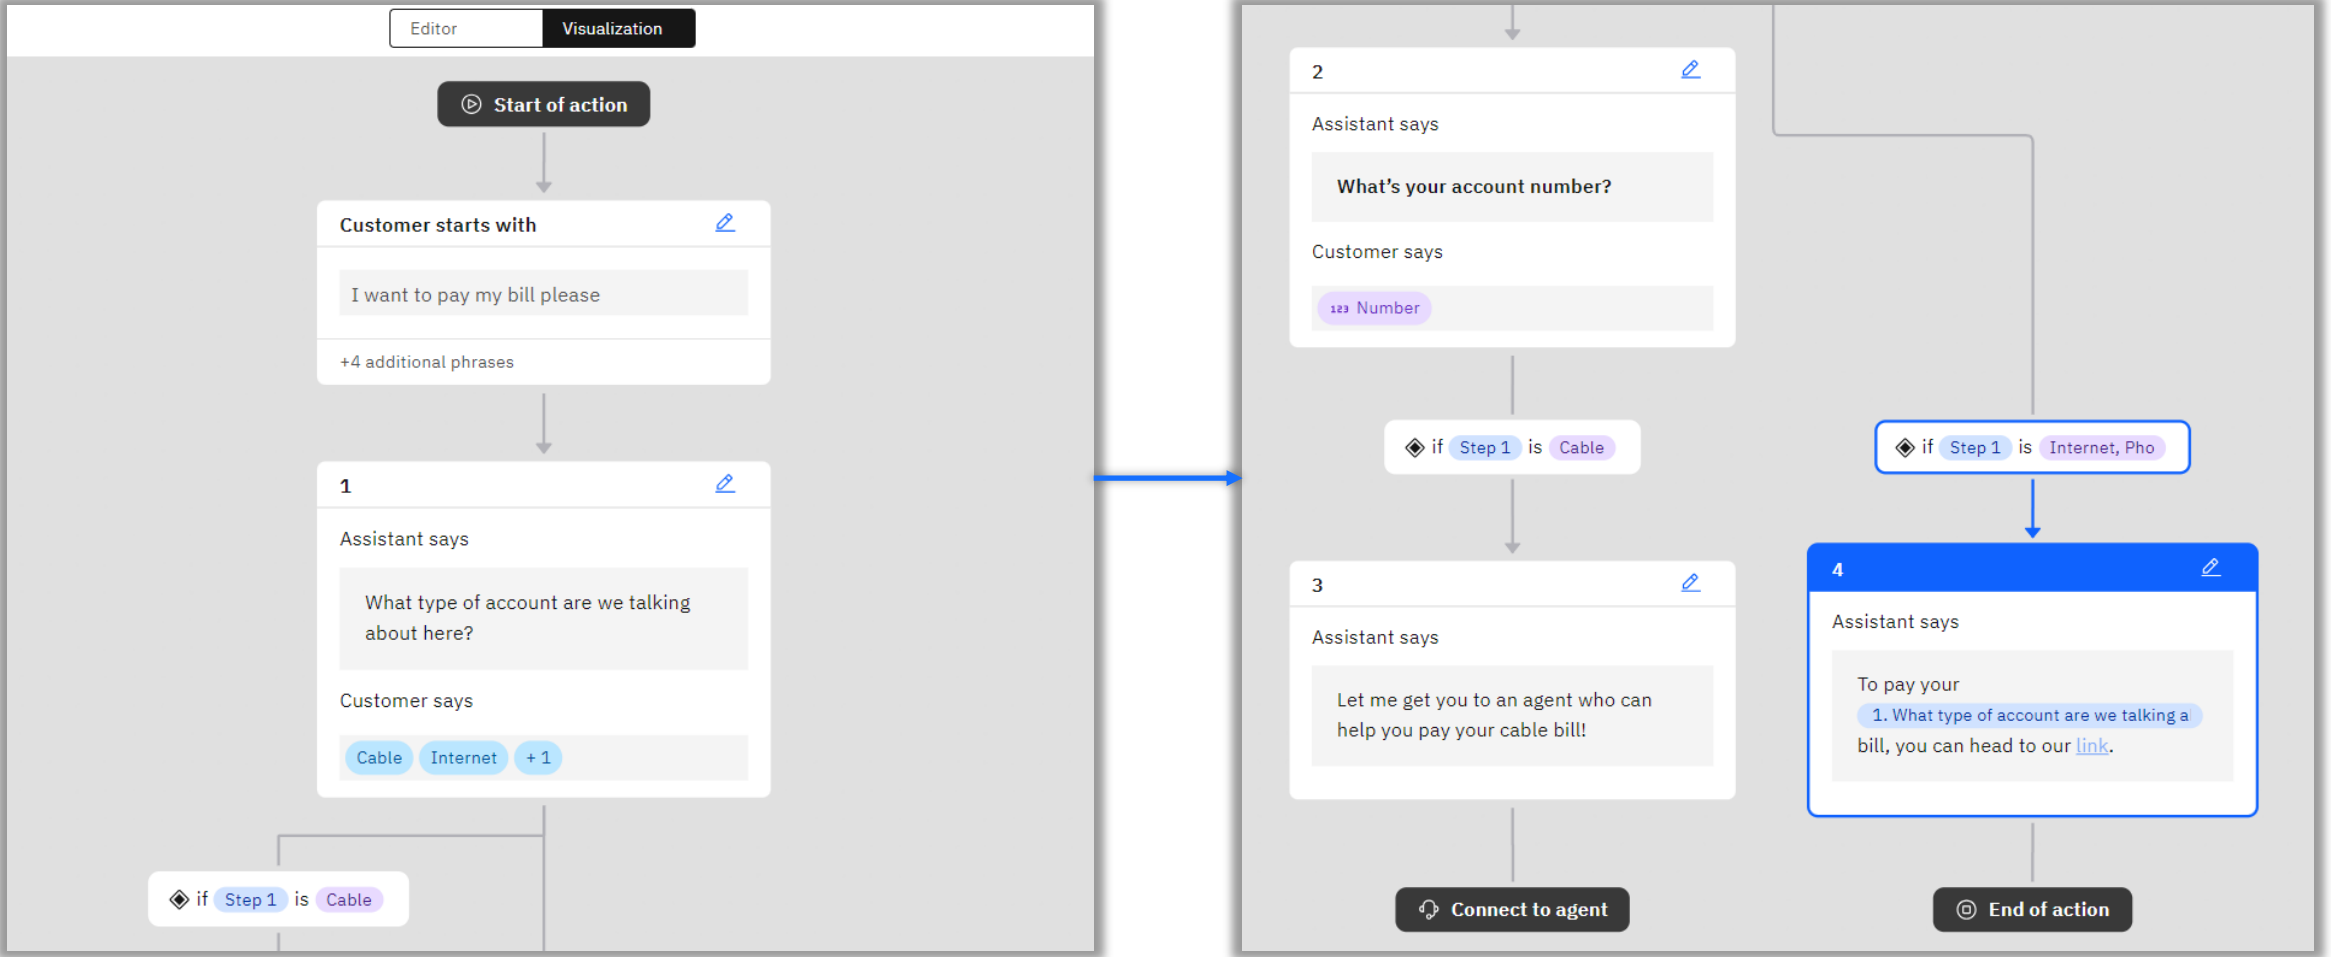 Editor
Visualization
Start of action
Customer starts with
I want to pay my bill please
+4 additional phrases
1
Assistant says
What type of account are we talking
about here?
Customer says
Cable Internet + 1
if Step 1 is Cable
2
Assistant says
What’s your account number?
Customer says
123 Number
if Step 1 is Cable
3
Assistant says
Let me get you to an agent who can
help you pay your cable bill!
Connect to agent
if Step 1 is Internet, Pho
4
Assistant says
To pay your
1. What type of account are we talking a
bill, you can head to our link.
End of action